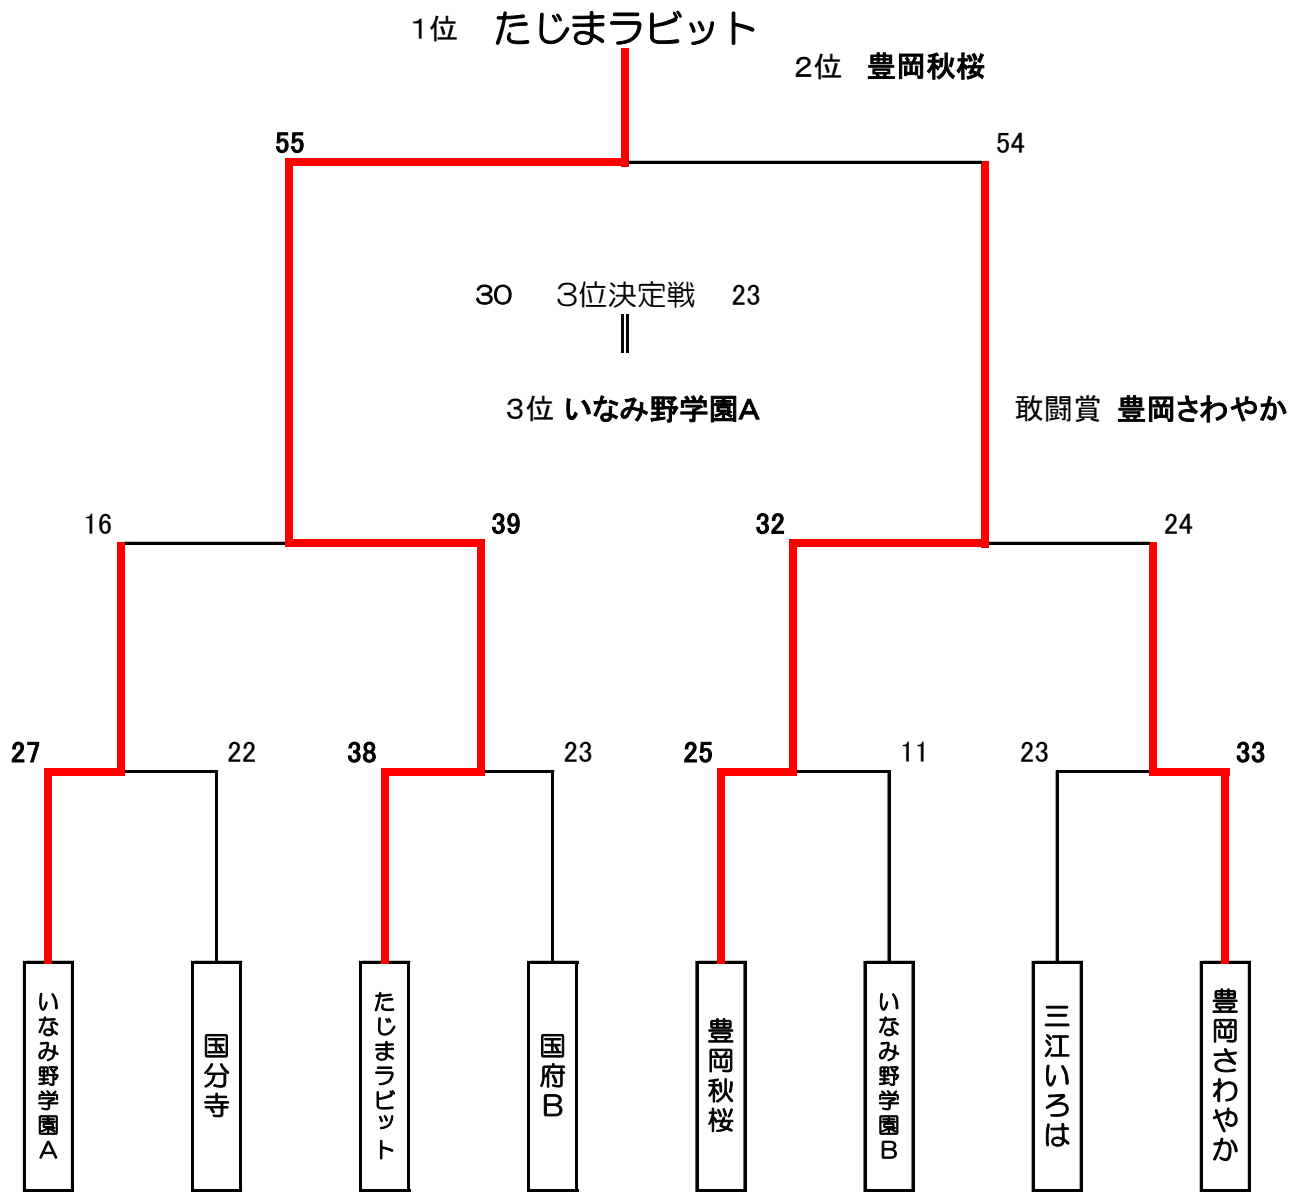 1位 たじまラビット
2位 豊岡秋桜
55 54
30 3位決定戦 23
3位 いなみ野学園A
敢闘賞 豊岡さわやか
16 39 32 24
27 22 38 23 25 11 23 33
いなみ野学園A
国分寺
たじまラビット
国府B
豊岡秋桜
いなみ野学園B
三江いろは
豊岡さわやか